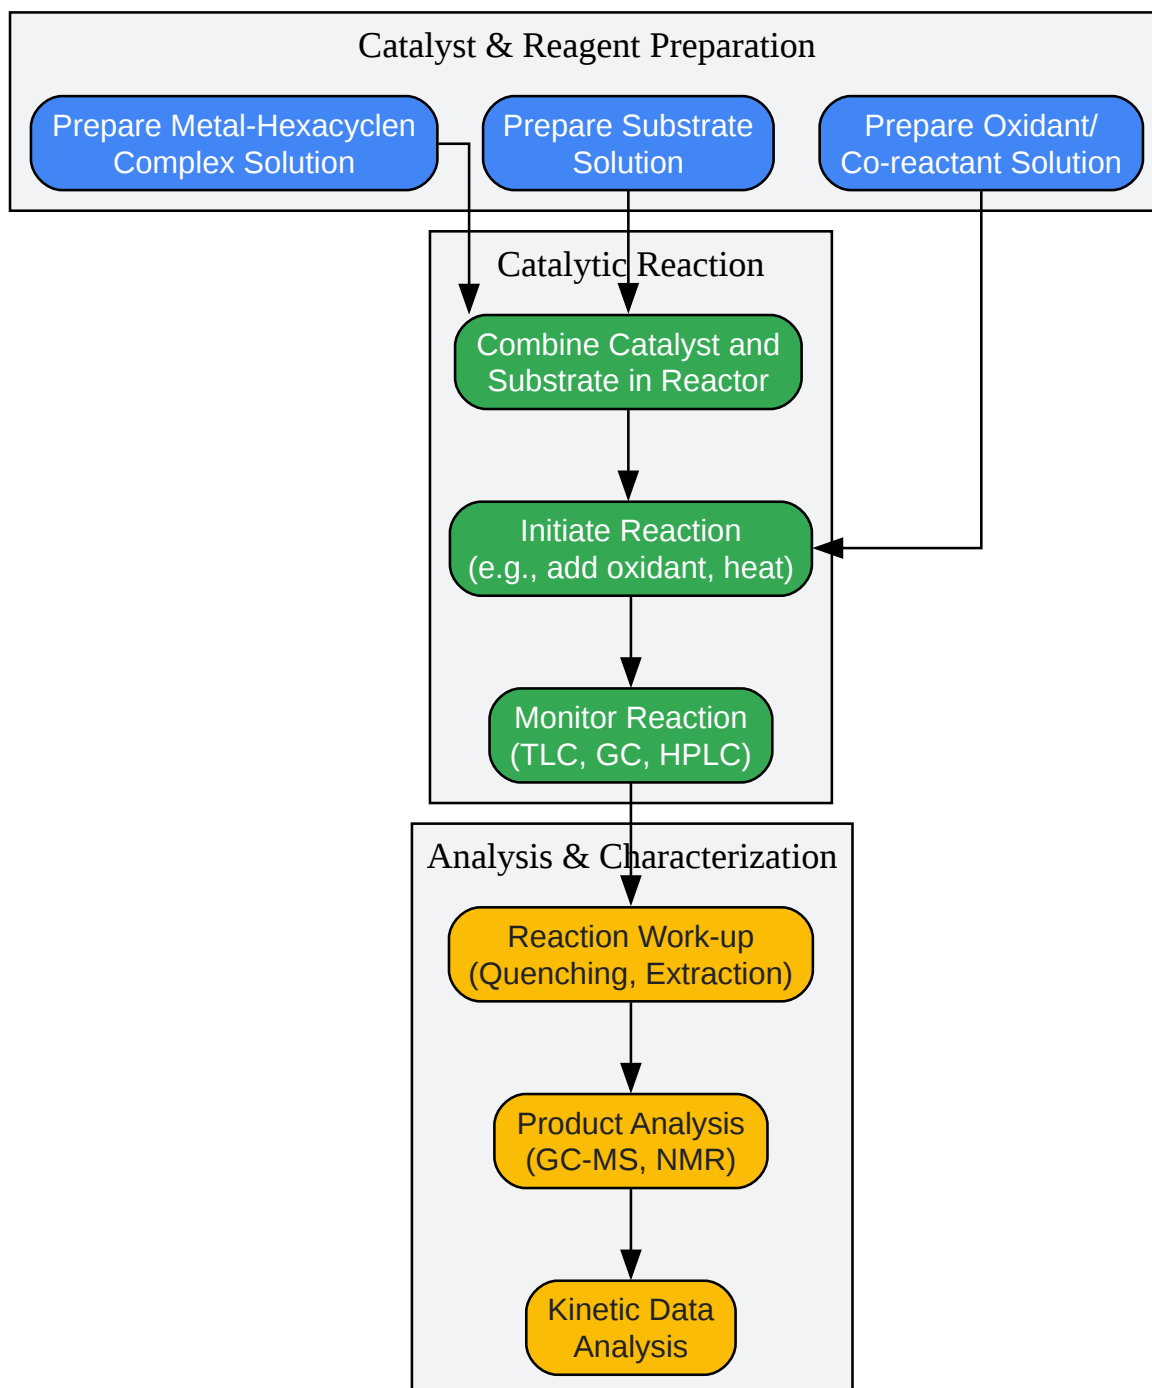 Catalyst & Reagent Preparation
Prepare Metal-Hexacyclen
Complex Solution
Prepare Substrate
Solution
Prepare Oxidant/
Co-reactant Solution
Catalytic Reaction
Combine Catalyst and
Substrate in Reactor
Initiate Reaction
(e.g., add oxidant, heat)
Monitor Reaction
(TLC, GC, HPLC)
Analysis & Characterization
Reaction Work-up
(Quenching, Extraction)
Product Analysis
(GC-MS, NMR)
Kinetic Data
Analysis